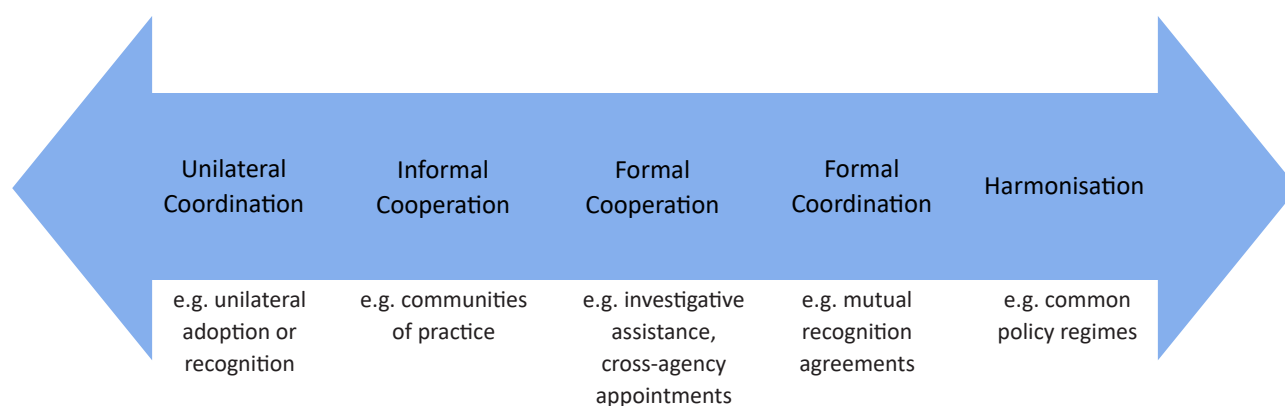 Unilateral
Coordination
Informal
Cooperation
Formal
Cooperation
Formal
Coordination
Harmonisation
e.g. unilateral
adoption or
recognition
e.g. communities
of practice
e.g. investigative
assistance,
cross-agency
appointments
e.g. mutual
recognition
agreements
e.g. common
policy regimes